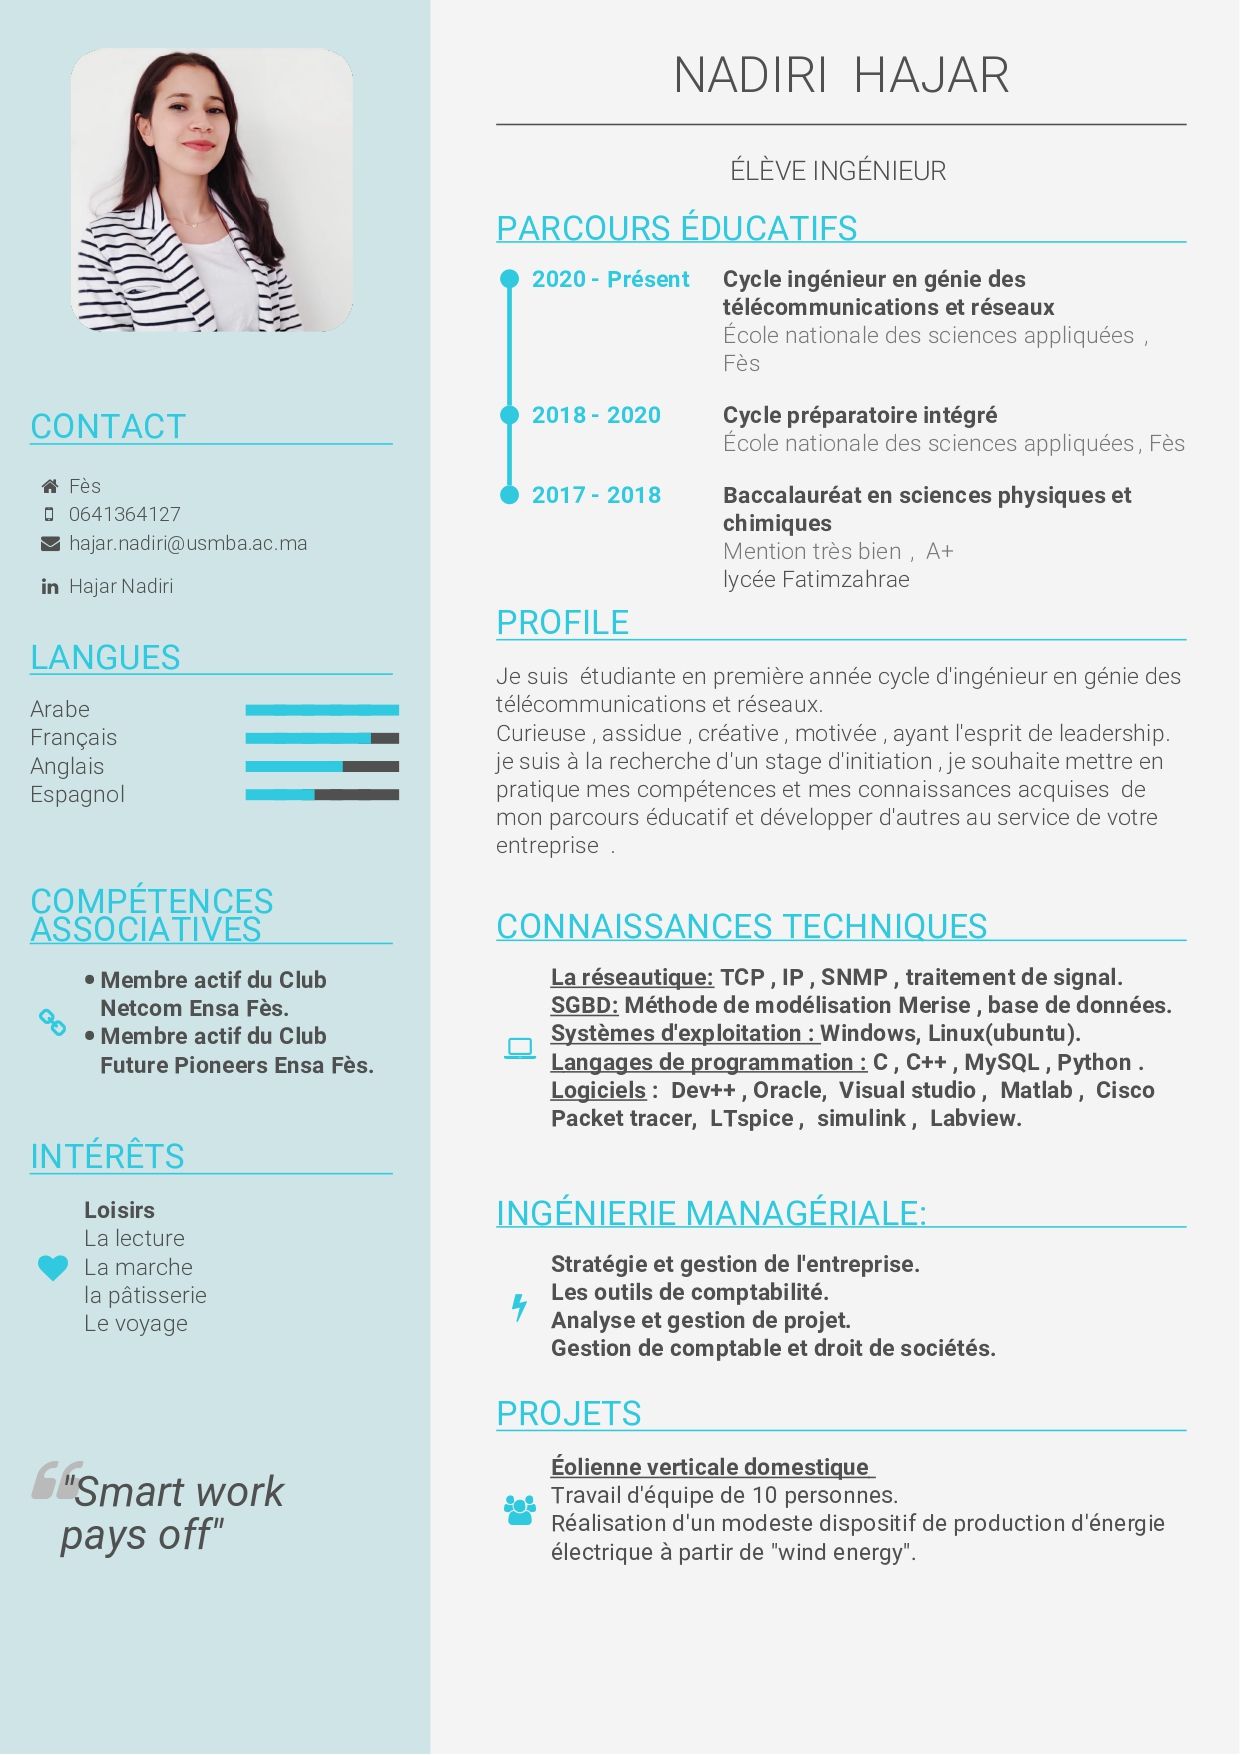 NADIRI HAJAR
ÉLÈVE INGÉNIEUR
CONTACT
Fès
0641364127
hajar.nadiri@usmba.ac.ma
in Hajar Nadiri
LANGUES
Arabe
Français
Anglais
Espagnol
COMPÉTENCES
ASSOCIATIVES
• Membre actif du Club
Netcom Ensa Fès.
• Membre actif du Club
Future Pioneers Ensa Fès.
INTÉRÊTS
Loisirs
La lecture
La marche
la pâtisserie
Le voyage
"Smart work
pays off"
PARCOURS ÉDUCATIFS
2020 - Présent Cycle ingénieur en génie des
télécommunications et réseaux
École nationale des sciences appliquées ,
Fès
2018 - 2020 Cycle préparatoire intégré
École nationale des sciences appliquées, Fès
2017 - 2018 Baccalauréat en sciences physiques et
chimiques
Mention très bien , A+
lycée Fatimzahrae
PROFILE
Je suis étudiante en première année cycle d'ingénieur en génie des
télécommunications et réseaux.
Curieuse , assidue , créative , motivée , ayant l'esprit de leadership.
je suis à la recherche d'un stage d'initiation , je souhaite mettre en
pratique mes compétences et mes connaissances acquises de
mon parcours éducatif et développer d'autres au service de votre
entreprise .
CONNAISSANCES TECHNIQUES
La réseautique: TCP , IP , SNMP , traitement de signal.
SGBD: Méthode de modélisation Merise , base de données.
Systèmes d'exploitation : Windows, Linux(ubuntu).
Langages de programmation : C , C++ , MySQL , Python .
Logiciels : Dev++ , Oracle, Visual studio , Matlab , Cisco
Packet tracer, LTspice , simulink , Labview.
INGÉNIERIE MANAGÉRIALE:
Stratégie et gestion de l'entreprise.
Les outils de comptabilité.
Analyse et gestion de projet.
Gestion de comptable et droit de sociétés.
PROJETS
Éolienne verticale domestique
Travail d'équipe de 10 personnes.
Réalisation d'un modeste dispositif de production d'énergie
électrique à partir de "wind energy".